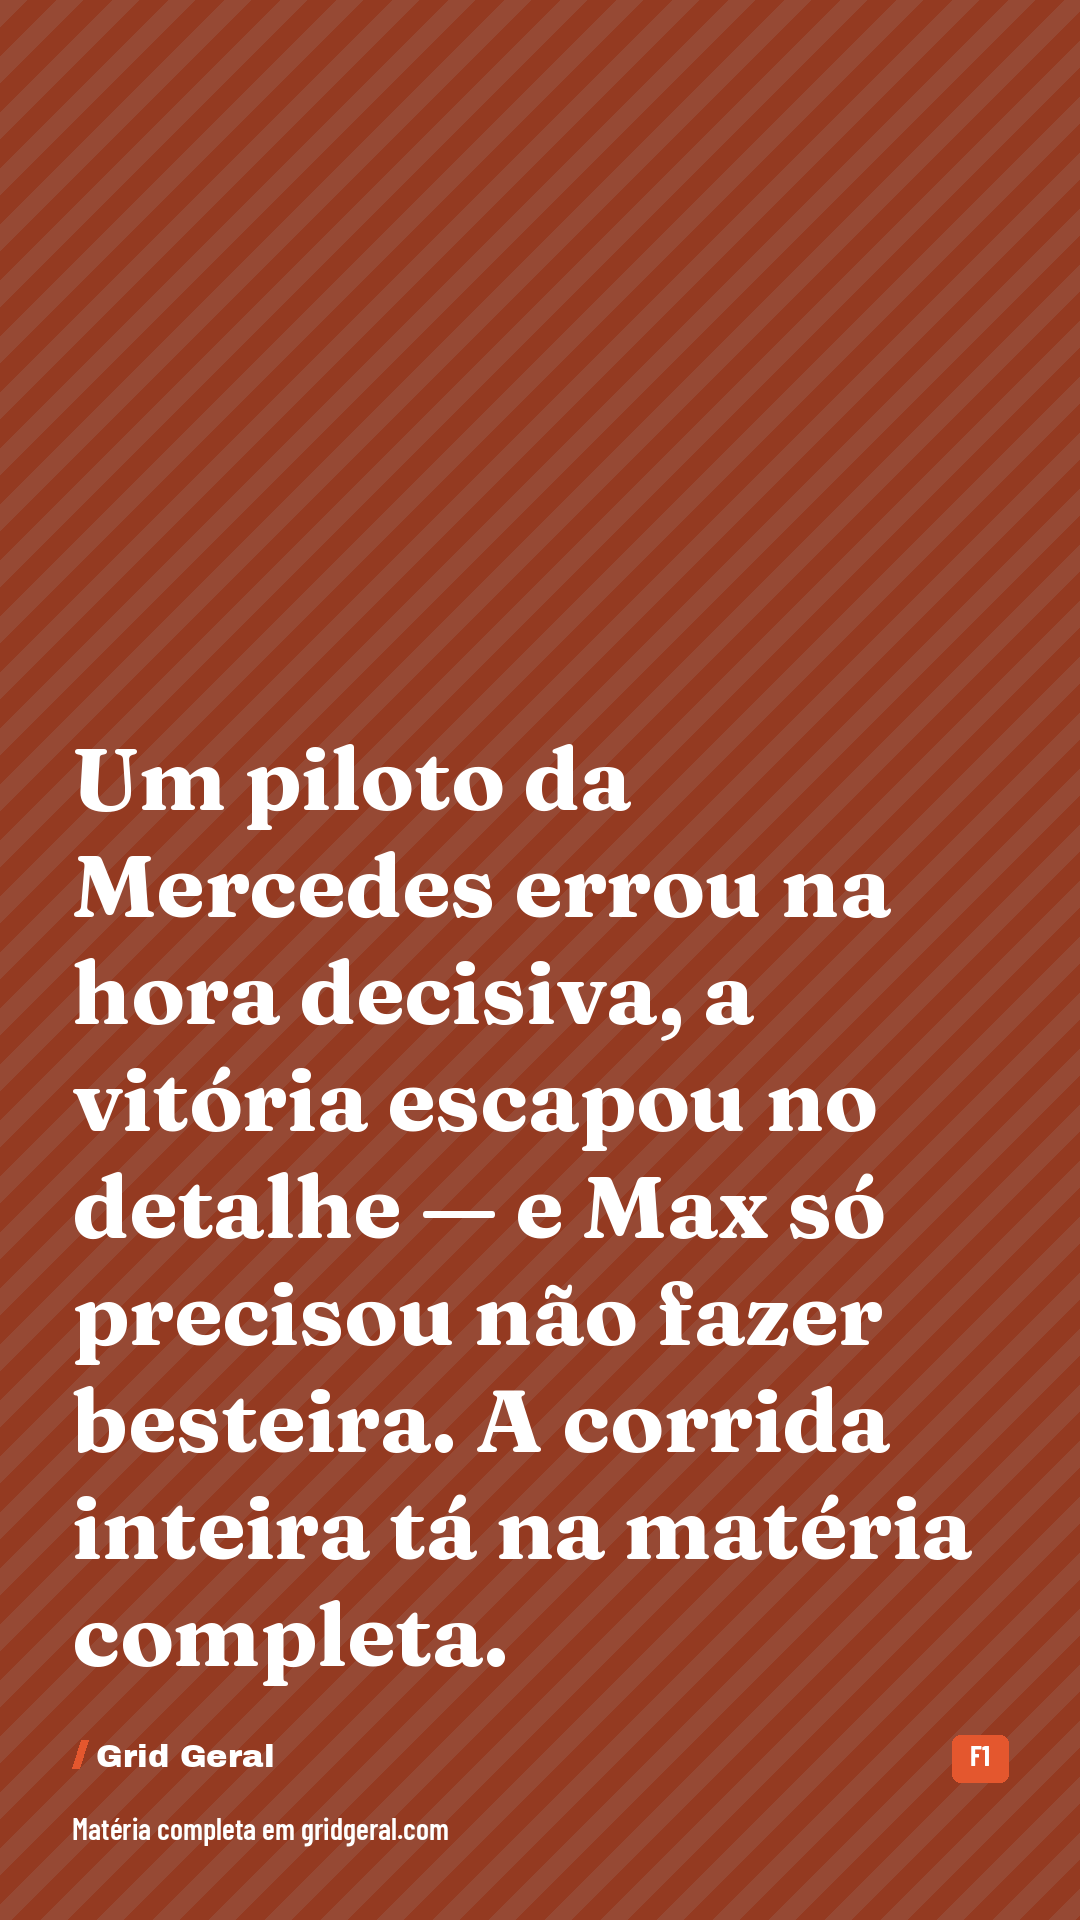 Um piloto da
Mercedes errou na
hora decisiva, a
vitória escapou no
detalhe — e Max só
precisou não fazer
besteira. A corrida
inteira tá na matéria
completa.
/ Grid Geral
F1
Matéria completa em gridgeral.com